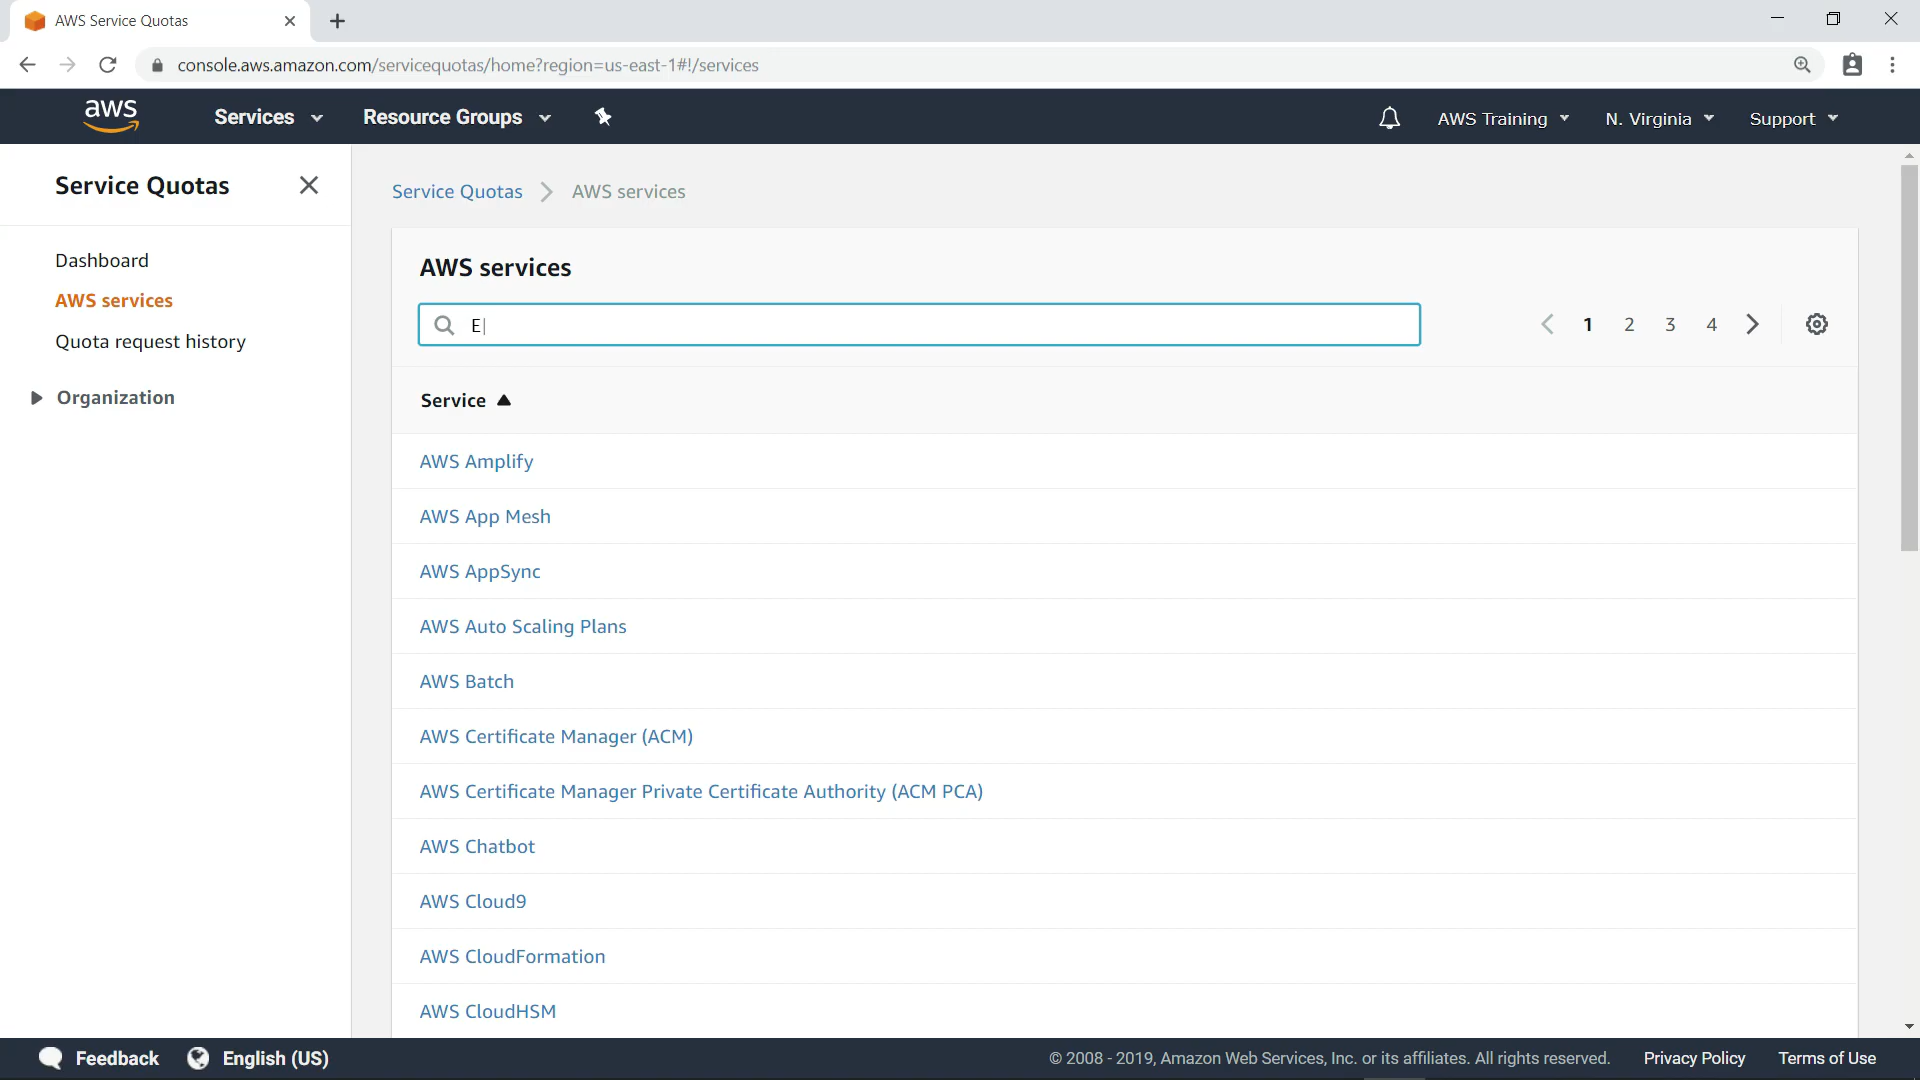 AWS Service Quotas
console.aws.amazon.com/servicequotas/home?region=us-east-1#!/services
aws Services Resource Groups AWS Training N. Virginia Support
Service Quotas
Dashboard
AWS services
Quota request history
Organization
Service Quotas AWS services
AWS services
E
1 2 3 4
Service
AWS Amplify
AWS App Mesh
AWS AppSync
AWS Auto Scaling Plans
AWS Batch
AWS Certificate Manager (ACM)
AWS Certificate Manager Private Certificate Authority (ACM PCA)
AWS Chatbot
AWS Cloud9
AWS CloudFormation
AWS CloudHSM
Feedback English (US) © 2008 - 2019, Amazon Web Services, Inc. or its affiliates. All rights reserved. Privacy Policy Terms of Use